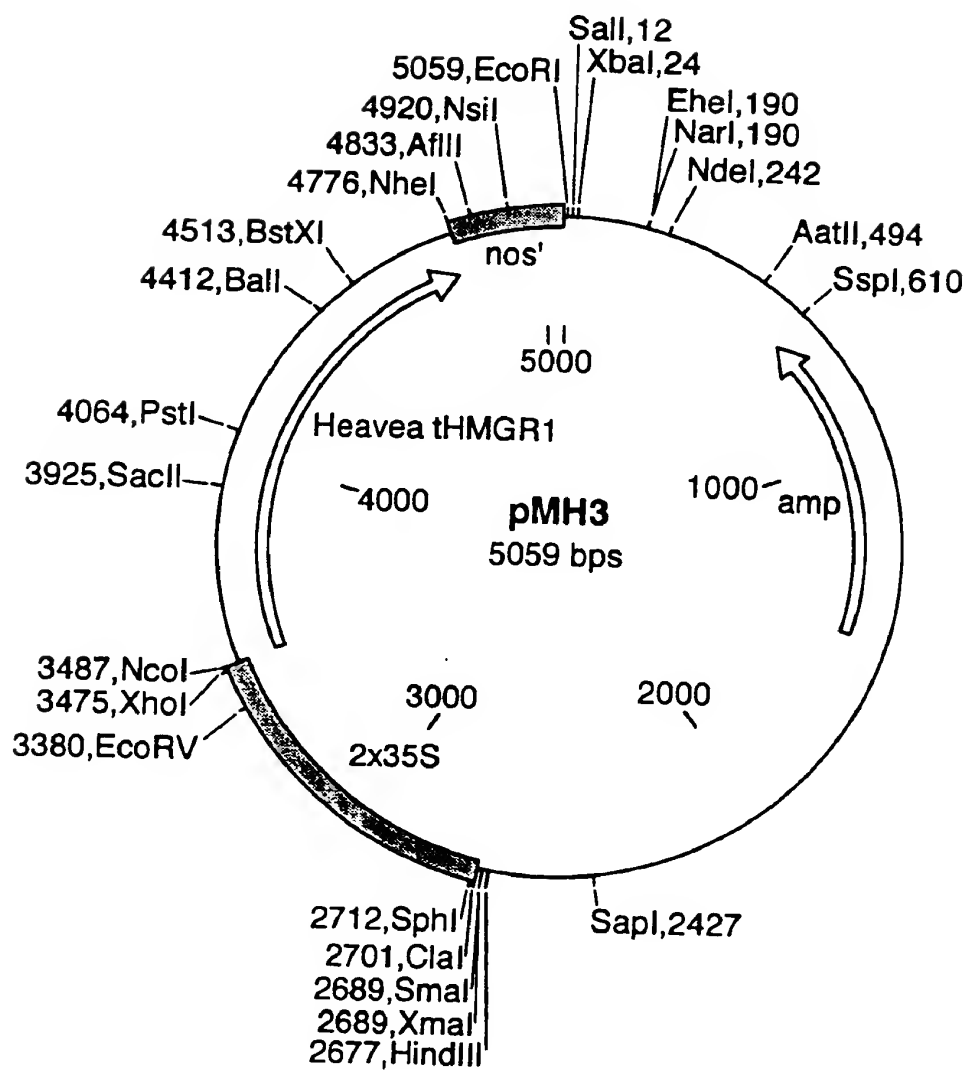 SalI,12
XbaI,24
5059,EcoRI
4920,NsiI
4833,AflII
4776,NheI
EheI,190
NarI,190
NdeI,242
4513,BstXI
4412,BalI
AatII,494
SspI,610
nos'
5000
4064,PstI
Heavea tHMGR1
3925,SacII
4000
1000
amp
pMH3
5059 bps
3487,NcoI
3475,XhoI
3380,EcoRV
3000
2000
2x35S
2712,SphI
2701,ClaI
2689,SmaI
2689,XmaI
2677,HindIII
SapI,2427